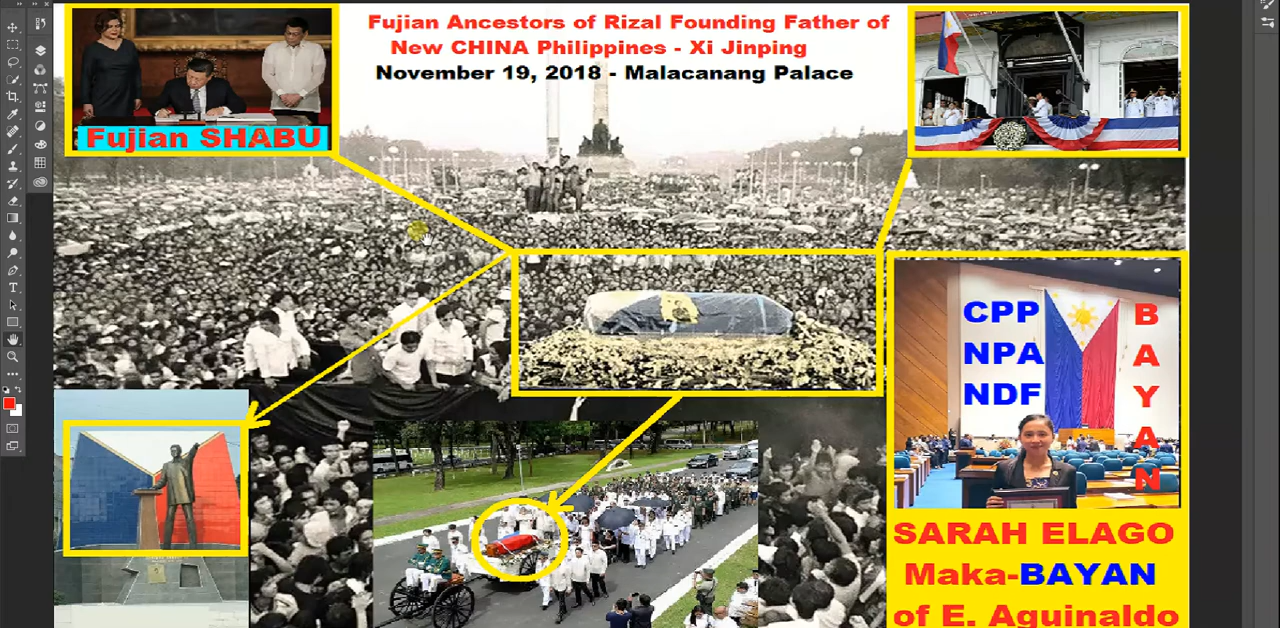 Fujian Ancestors of Rizal Founding Father of
New CHINA Philippines - Xi Jinping
November 19, 2018 - Malacanang Palace
Fujian SHABU
CPP
NPA
NDF
BAYAN
SARAH ELAGO
Maka-BAYAN
of E. Aguinaldo